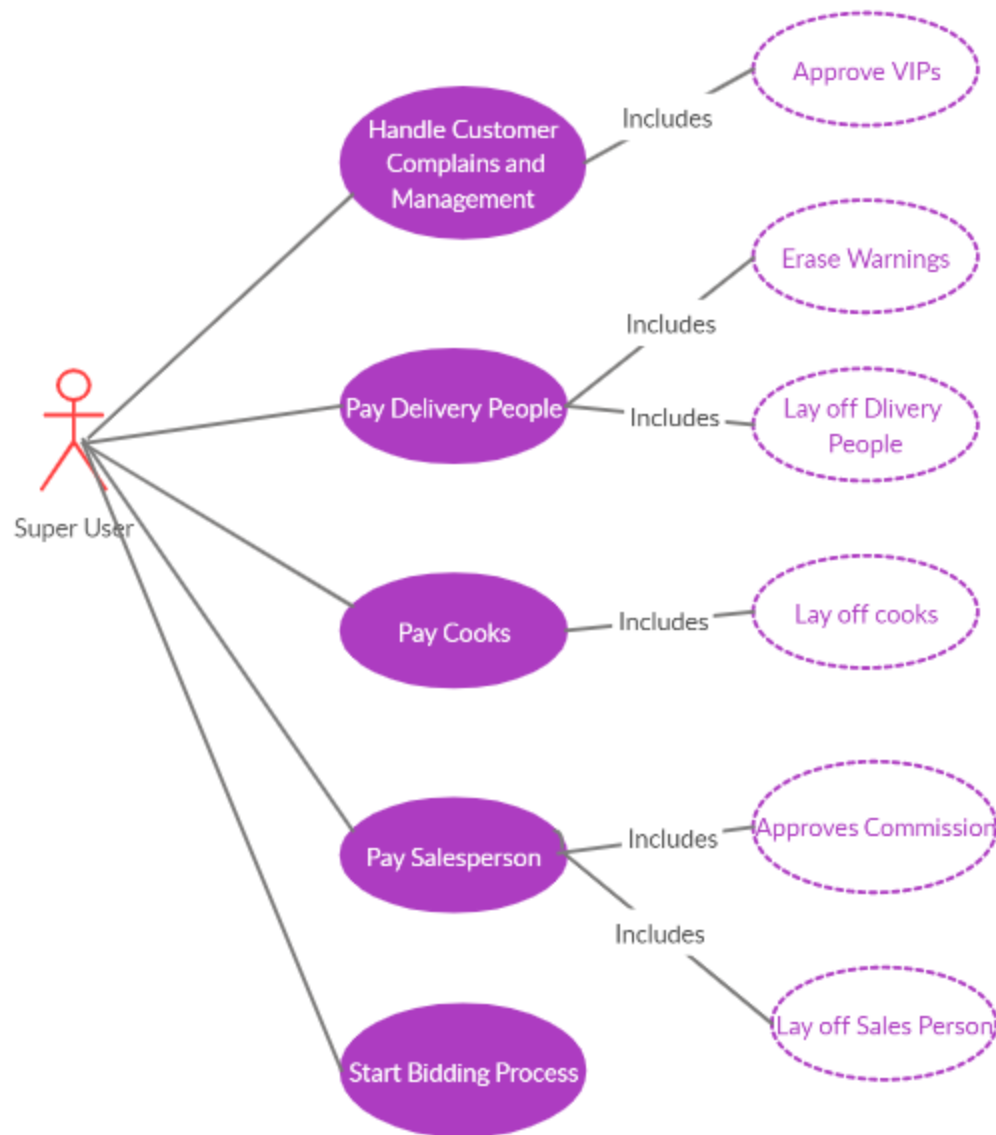 Approve VIPs
Handle Customer
Complains and
Management
Includes
Erase Warnings
Includes
Pay Delivery People
Includes
Lay off Dlivery
People
Super User
Pay Cooks
Includes
Lay off cooks
Pay Salesperson
Includes
Approves Commission
Includes
Lay off Sales Person
Start Bidding Process